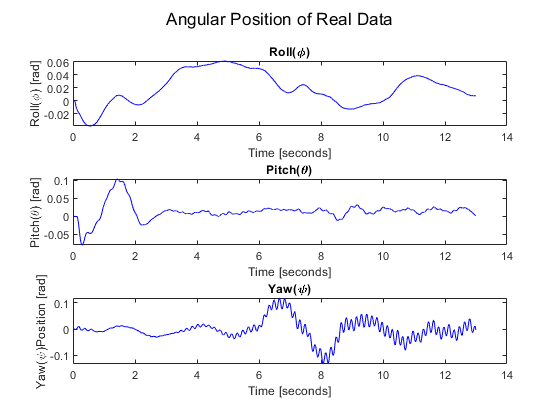 Angular Position of Real Data
Roll(ϕ)
Roll(ϕ) [rad]
0.06
0.04
0.02
0
-0.02
0 2 4 6 8 10 12 14
Time [seconds]
Pitch(θ)
Pitch(θ) [rad]
0.1
0.05
0
-0.05
0 2 4 6 8 10 12 14
Time [seconds]
Yaw(ψ)
Yaw(ψ)Position [rad]
0.1
0
-0.1
0 2 4 6 8 10 12 14
Time [seconds]